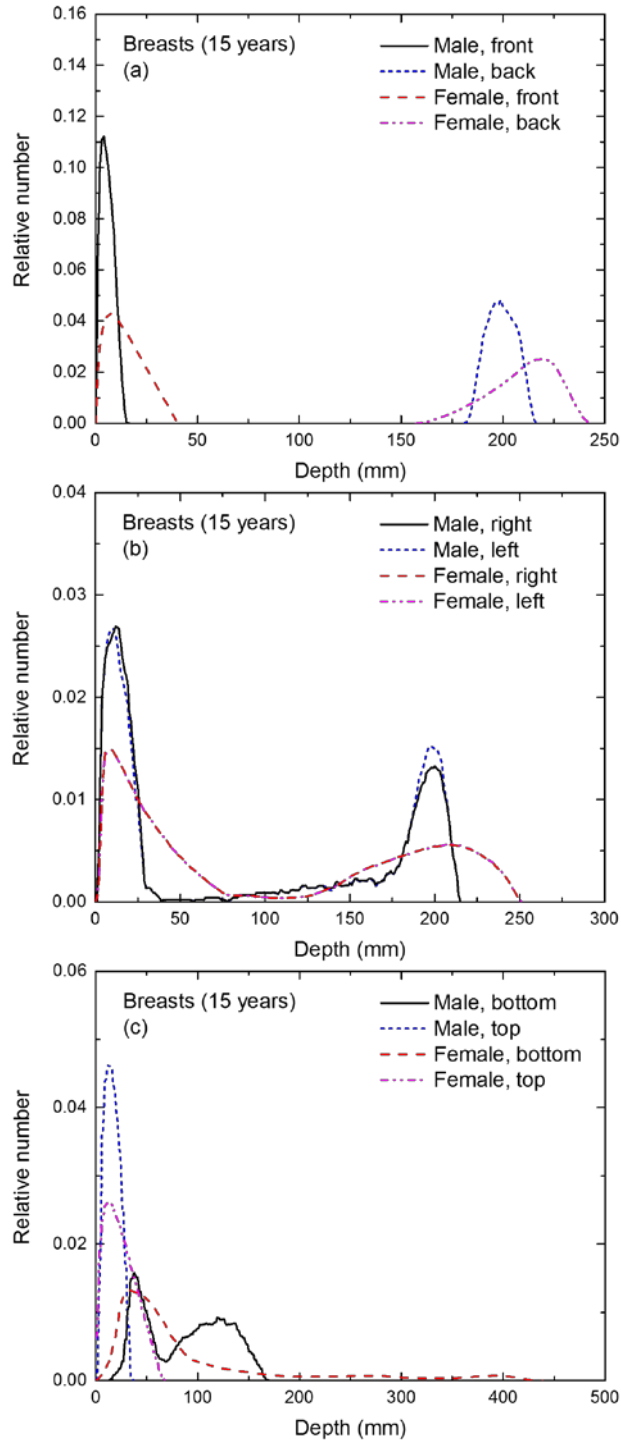 Breasts (15 years)
(a)
Male, front
Male, back
Female, front
Female, back
0.16
0.14
0.12
0.10
0.08
0.06
0.04
0.02
0.00
Relative number
0 50 100 150 200 250
Depth (mm)
Breasts (15 years)
(b)
Male, right
Male, left
Female, right
Female, left
0.04
0.03
0.02
0.01
0.00
Relative number
0 50 100 150 200 250 300
Depth (mm)
Breasts (15 years)
(c)
Male, bottom
Male, top
Female, bottom
Female, top
0.06
0.04
0.02
0.00
Relative number
0 100 200 300 400 500
Depth (mm)